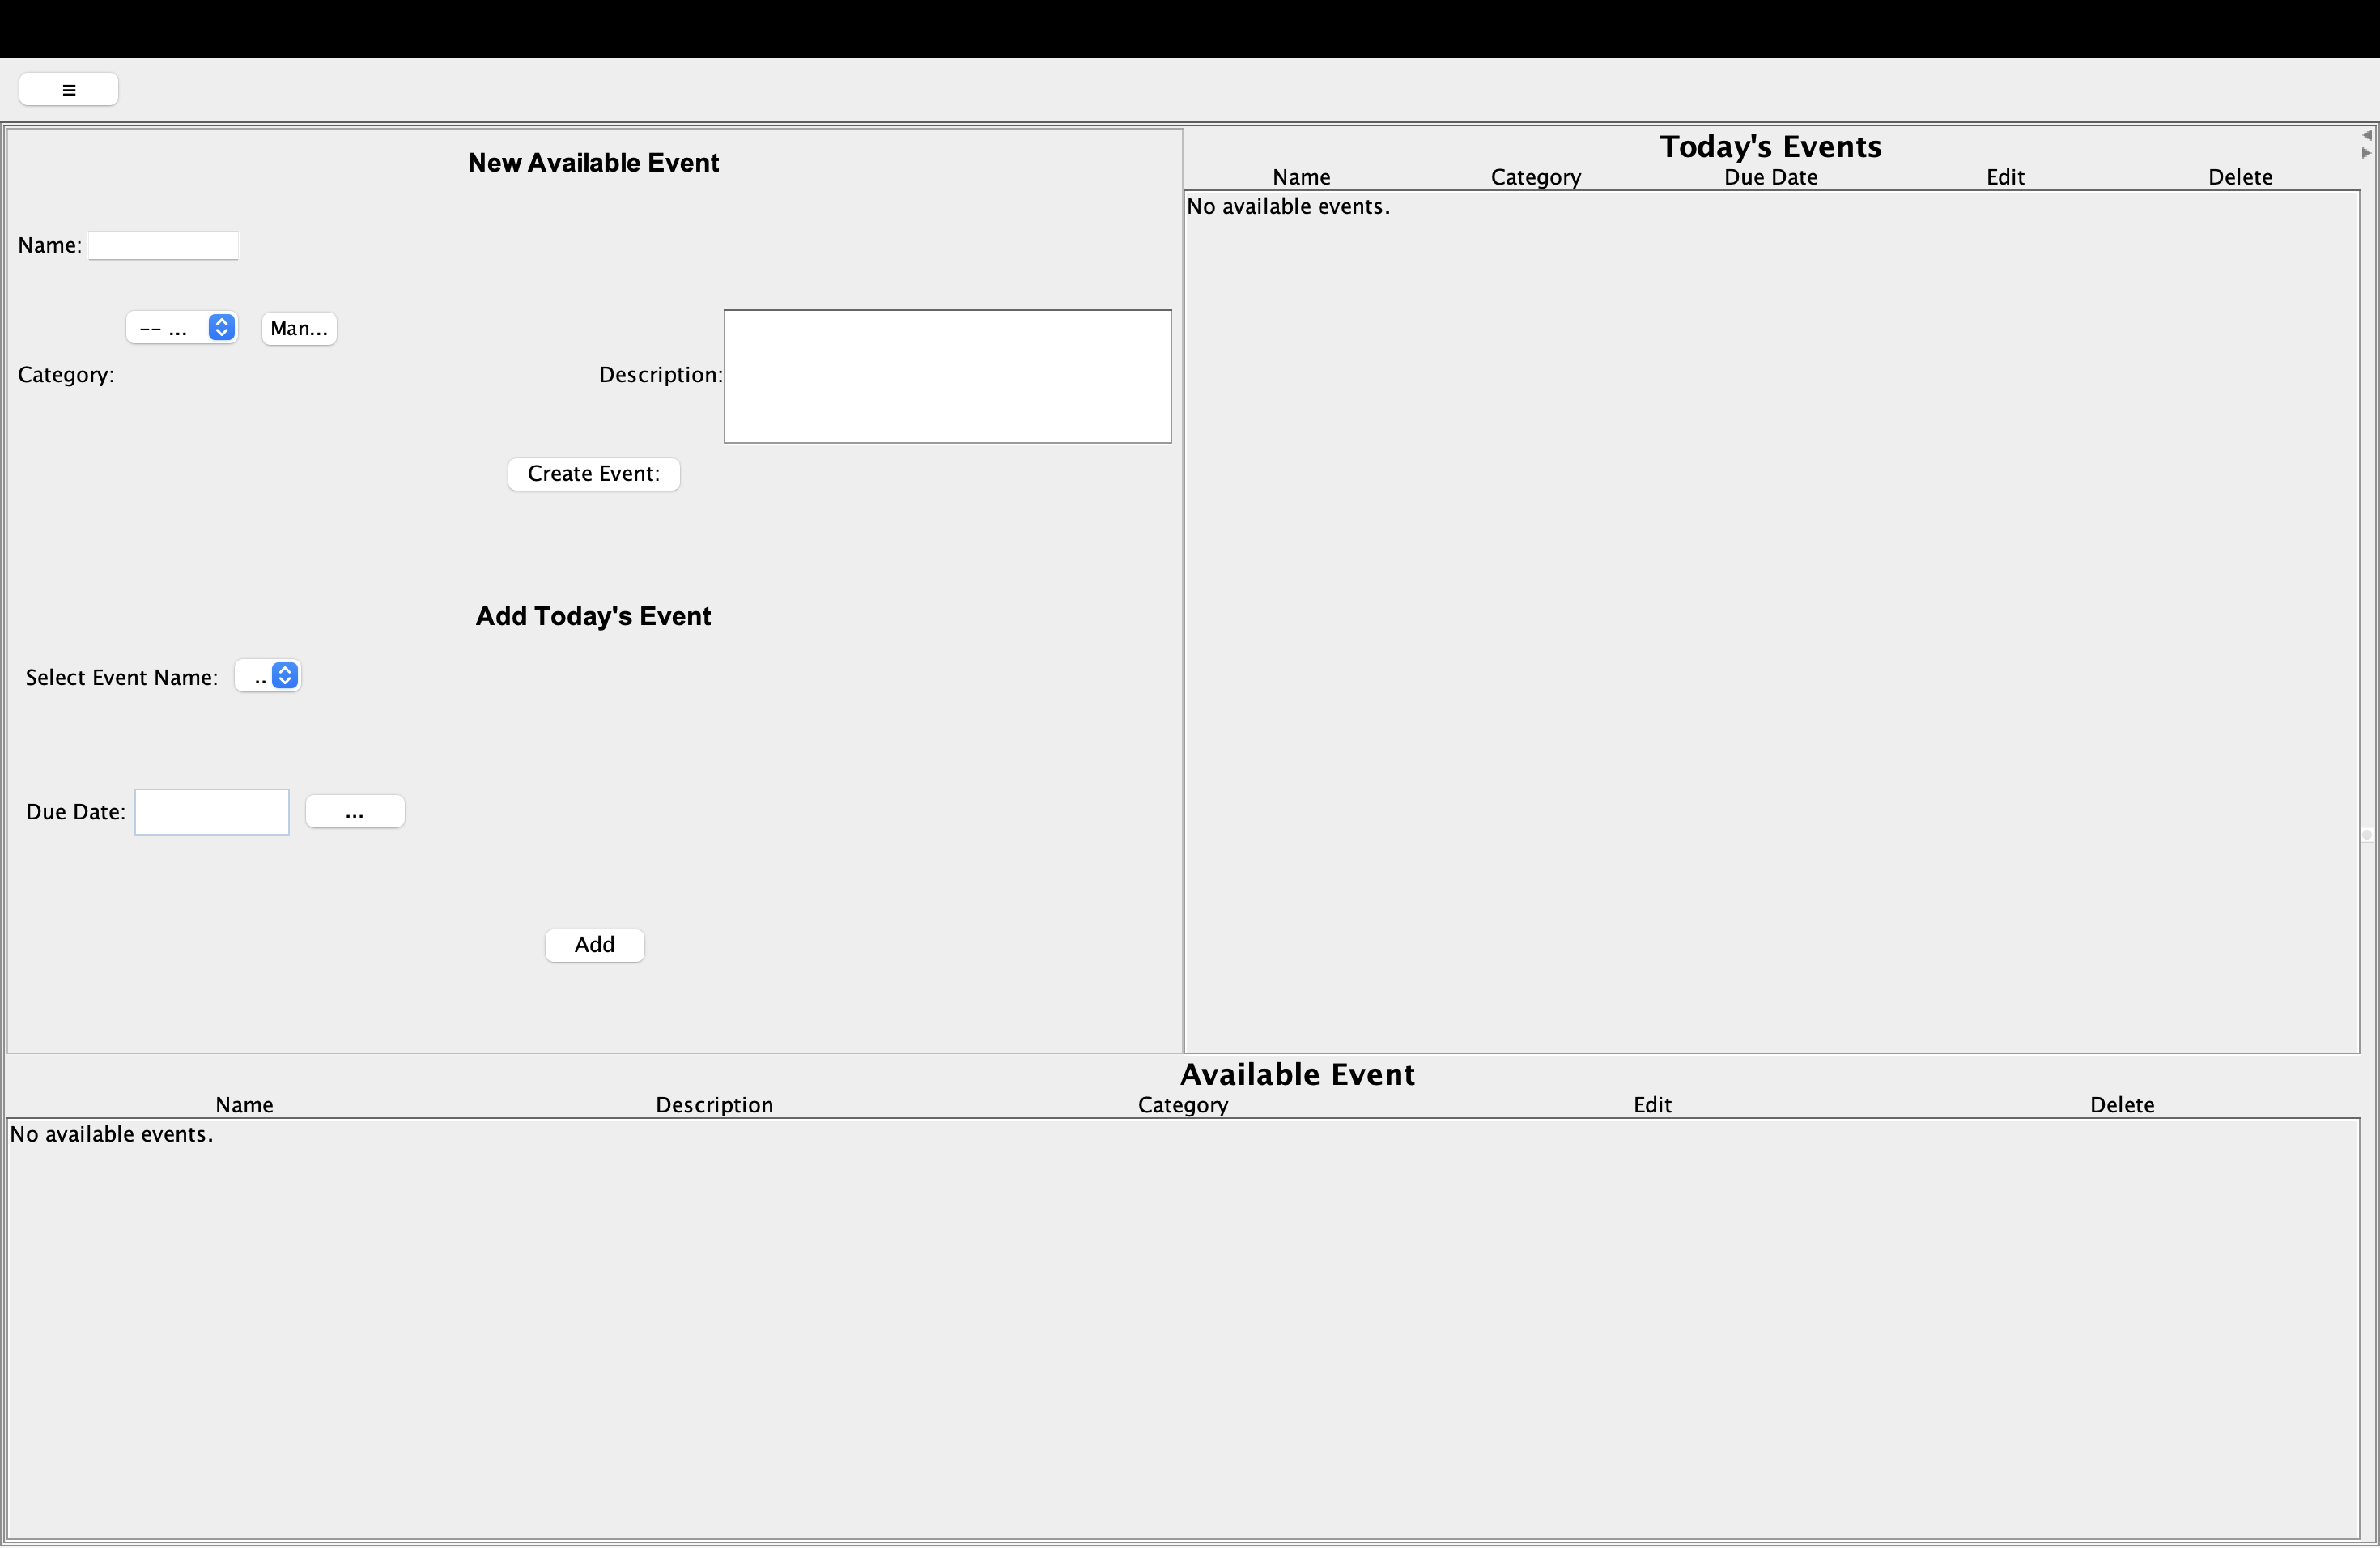 ≡
New Available Event
Name:
-- ...
Man...
Category:
Description:
Create Event:
Add Today's Event
Select Event Name:
..
Due Date:
...
Add
Today's Events
Name Category Due Date Edit Delete
No available events.
Available Event
Name Description Category Edit Delete
No available events.